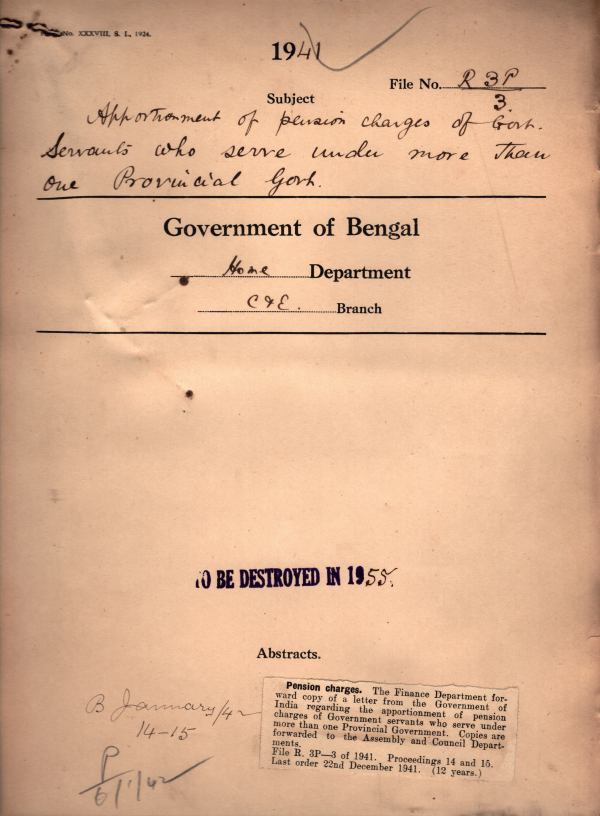 No. XXXVIII, S. I., 1924.
1941
File No. R 3P
3.
Subject
Apportionment of pension charges of Govt.
Servants who serve under more than
one Provincial Govt.
Government of Bengal
Home Department
C & E. Branch
TO BE DESTROYED IN 1955.
Abstracts.
B January/42
14-15
P
6/1/42
Pension charges. The Finance Department for-
ward copy of a letter from the Government of
India regarding the apportionment of pension
charges of Government servants who serve under
more than one Provincial Government. Copies are
forwarded to the Assembly and Council Depart-
ments.
File R. 3P—3 of 1941. Proceedings 14 and 15.
Last order 22nd December 1941. (12 years.)